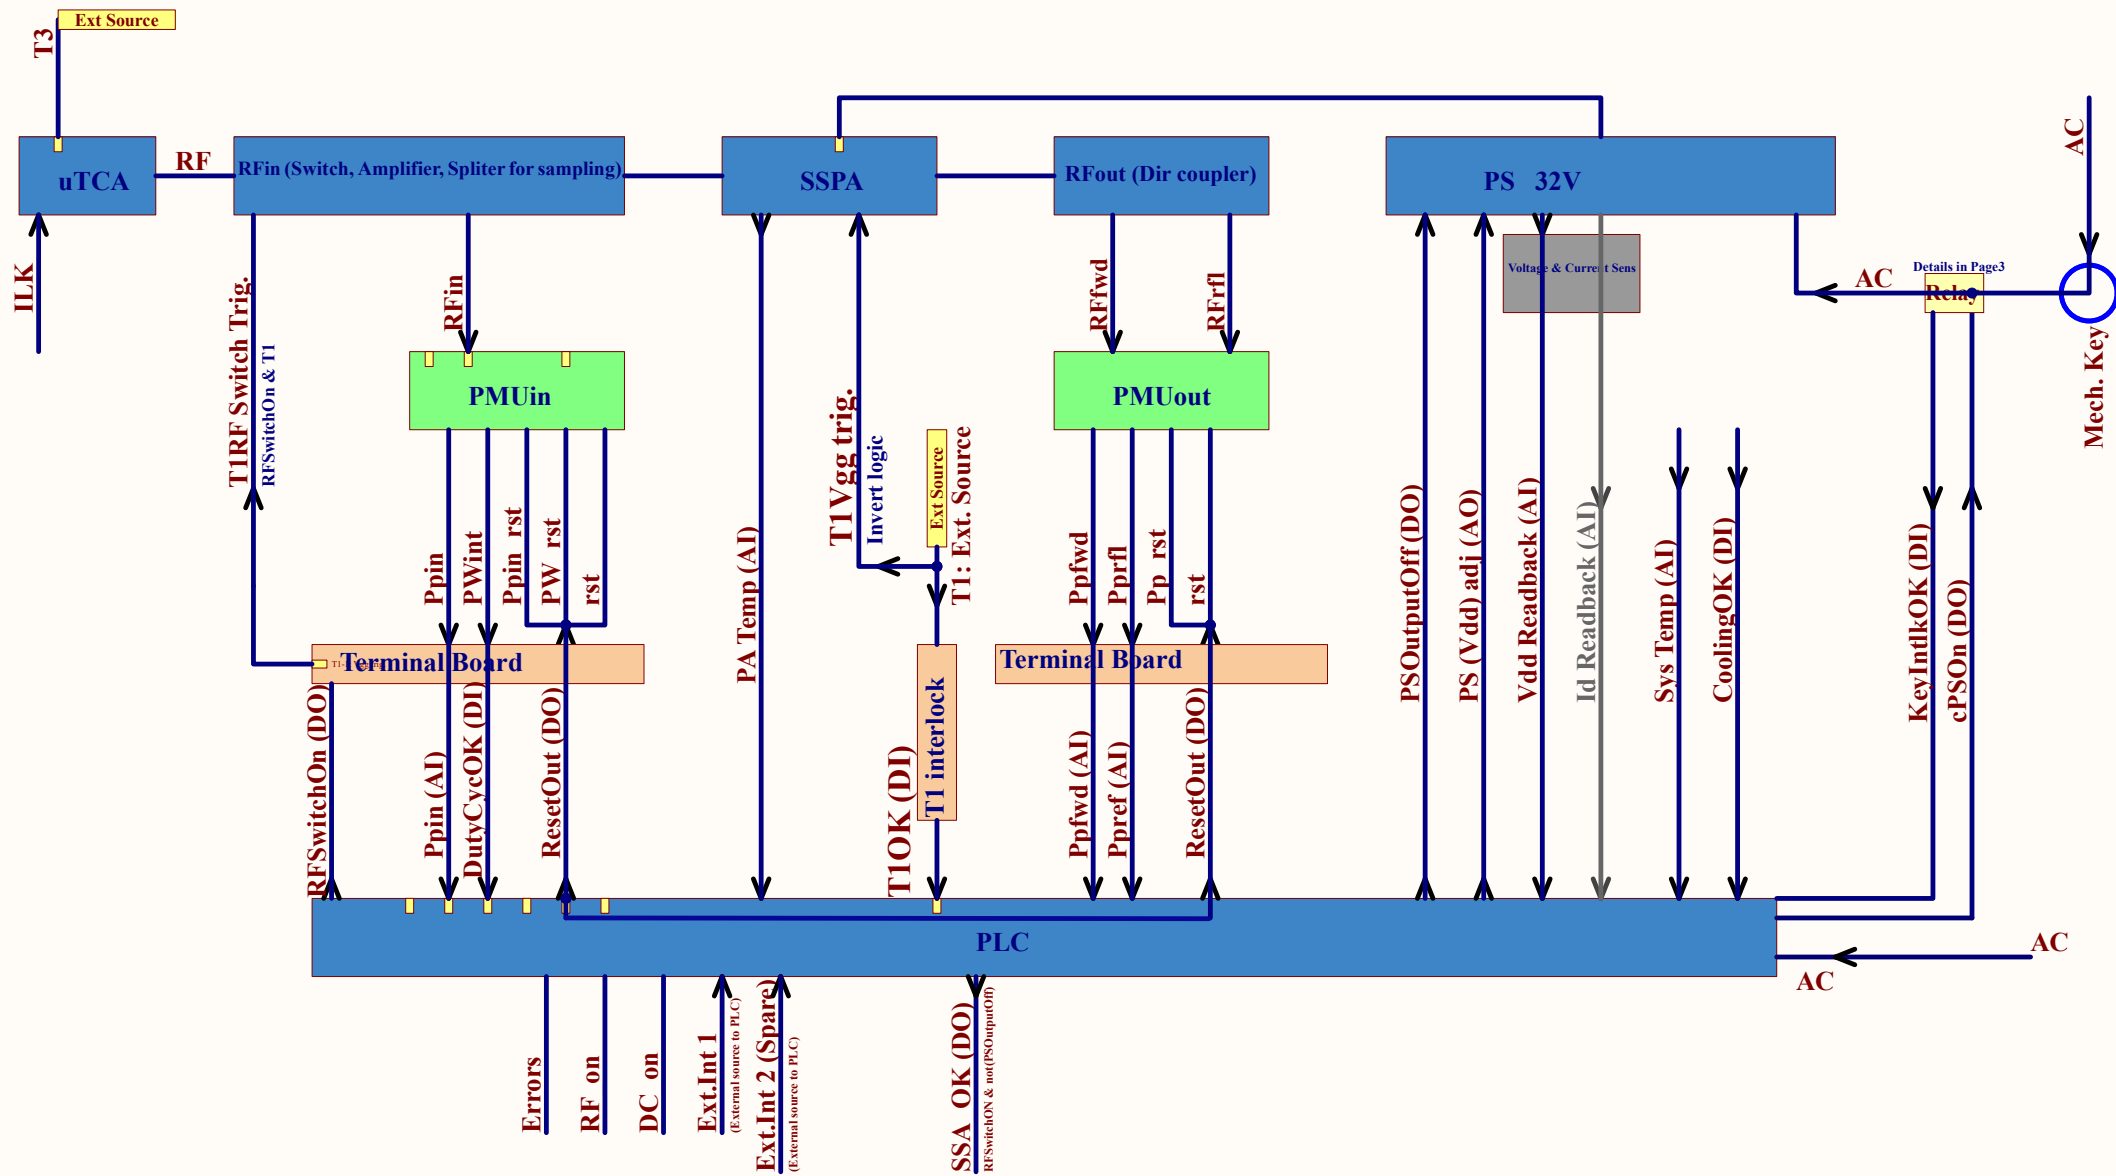 Ext Source
T3
uTCA
RF
RFin (Switch, Amplifier, Spliter for sampling)
SSPA
RFout (Dir coupler)
PS 32V
AC
ILK
T1RF Switch Trig.
RFSwitchOn & T1
RFin
RFfwd
RFrfl
Voltage & Current Sens
AC
Details in Page3
Relay
Mech. Key
PMUin
PMUout
T1Vgg trig.
Invert logic
Ext Source
T1: Ext. Source
Ppin
PWint
Ppin rst
PW rst
rst
PA Temp (AI)
Ppfwd
Pprfl
Pp rst
rst
PSOutputOff (DO)
PS (Vdd) adj (AO)
Vdd Readback (AI)
Id Readback (AI)
Sys Temp (AI)
CoolingOK (DI)
KeyIntlkOK (DI)
cPSOn (DO)
Terminal Board
Terminal Board
RFSwitchOn (DO)
Ppin (AI)
DutyCycOK (DI)
ResetOut (DO)
T1OK (DI)
T1 interlock
Ppfwd (AI)
Ppref (AI)
ResetOut (DO)
PLC
AC
AC
Errors
RF on
DC on
Ext.Int 1
(External source to PLC)
Ext.Int 2 (Spare)
(External source to PLC)
SSA OK (DO)
RFSwitchON & not(PSOutputOff)